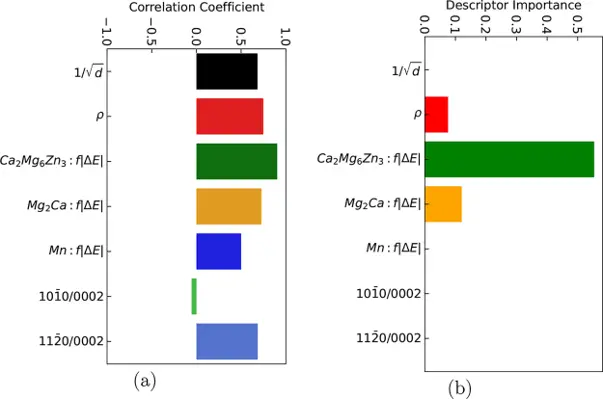 Correlation Coefficient
−1.0 −0.5 0.0 0.5 1.0
1/√d
ρ
Ca₂Mg₆Zn₃ : f|ΔE|
Mg₂Ca : f|ΔE|
Mn : f|ΔE|
101̄0/0002
112̄0/0002
(a)
Descriptor Importance
0.0 0.1 0.2 0.3 0.4 0.5
1/√d
ρ
Ca₂Mg₆Zn₃ : f|ΔE|
Mg₂Ca : f|ΔE|
Mn : f|ΔE|
101̄0/0002
112̄0/0002
(b)